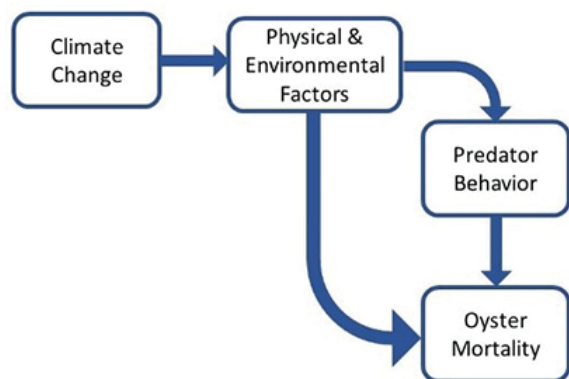 Climate
Change
Physical &
Environmental
Factors
Predator
Behavior
Oyster
Mortality